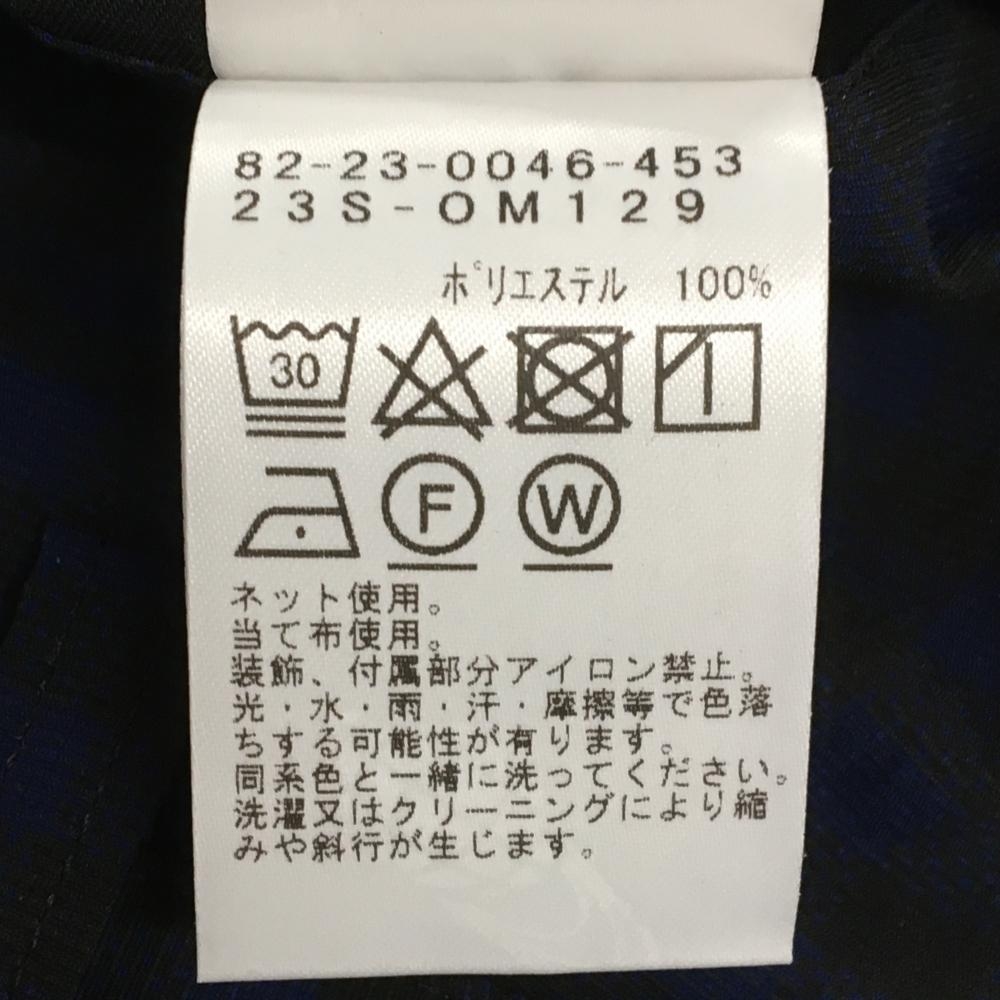 82-23-0046-453
23S-OM129
ポリエステル 100%
30
F W
ネット使用。
当て布使用。
装飾、付属部分アイロン禁止。
光・水・雨・汗・摩擦等で色落
ちする可能性が有ります。
同系色と一緒に洗ってください。
洗濯又はクリーニングにより縮
みや斜行が生じます。